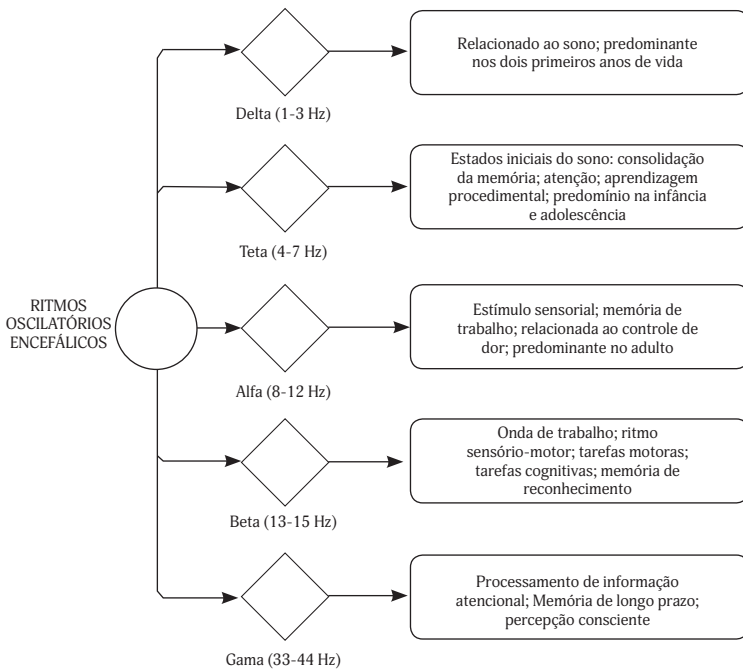 Relacionado ao sono; predominante
nos dois primeiros anos de vida
Delta (1-3 Hz)
Estados iniciais do sono: consolidação
da memória; atenção; aprendizagem
procedimental; predomínio na infância
e adolescência
Teta (4-7 Hz)
RITMOS
OSCILATÓRIOS
ENCEFÁLICOS
Estímulo sensorial; memória de
trabalho; relacionada ao controle de
dor; predominante no adulto
Alfa (8-12 Hz)
Onda de trabalho; ritmo
sensório-motor; tarefas motoras;
tarefas cognitivas; memória de
reconhecimento
Beta (13-15 Hz)
Processamento de informação
atencional; Memória de longo prazo;
percepção consciente
Gama (33-44 Hz)